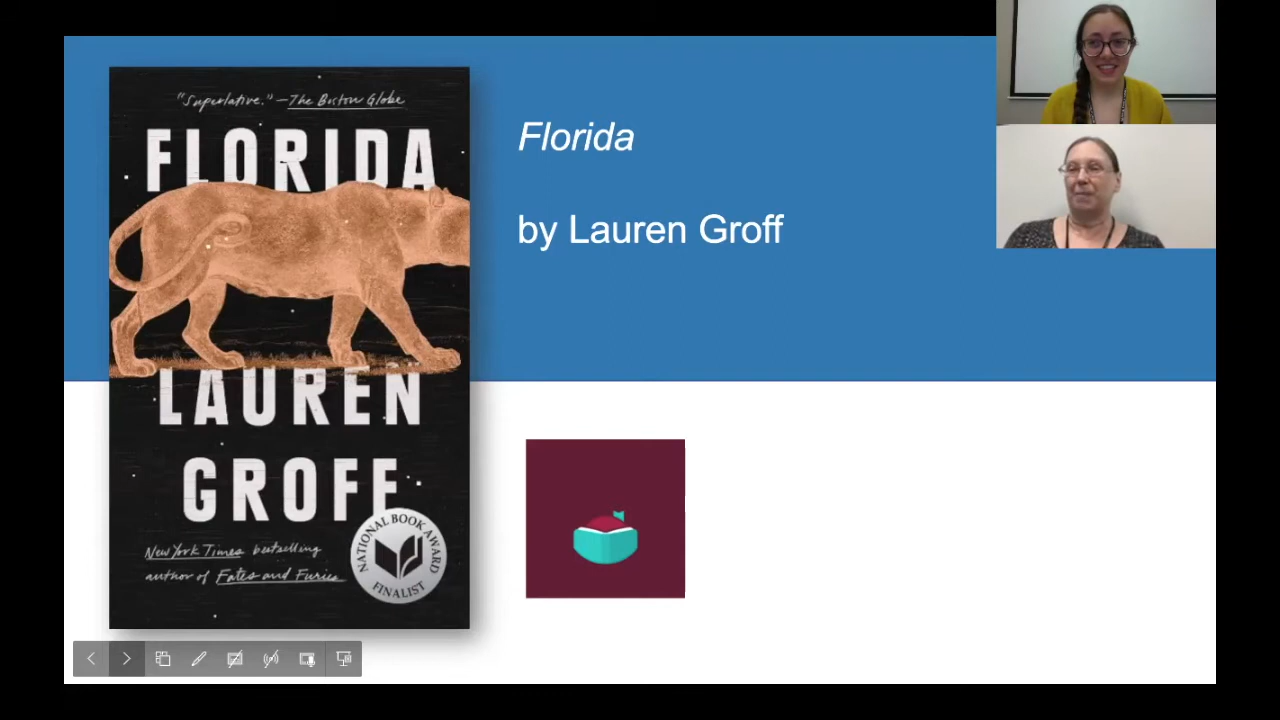 "Superlative." —The Boston Globe
FLORIDA
LAUREN
GROFF
New York Times bestselling
author of Fates and Furies
NATIONAL BOOK AWARD
FINALIST
Florida
by Lauren Groff